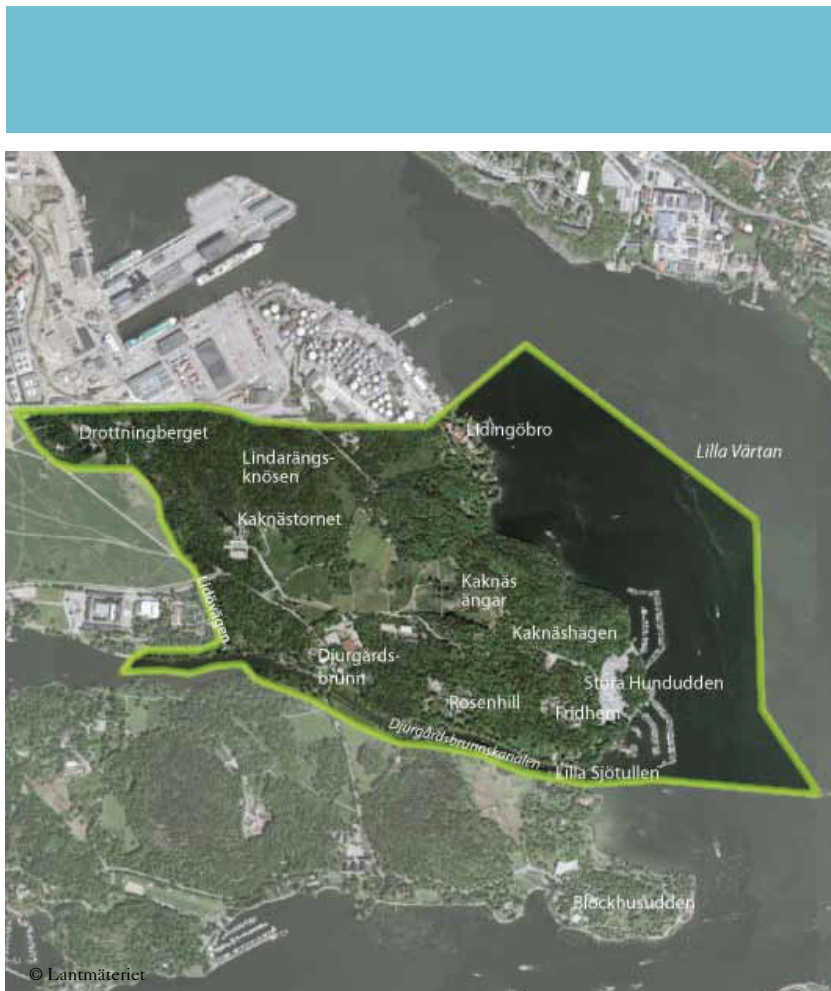 Drottningberget
Lidingöbro
Lilla Värtan
Lindarängs-
knösen
Kaknästornet
Kaknäs
ängar
Lidovägen
Kaknäshagen
Djurgårds-
brunn
Stora Hundudden
Rosenhill
Fridhem
Djurgårdsbrunnskanalen
Lilla Sjötullen
Blockhusudden
© Lantmäteriet